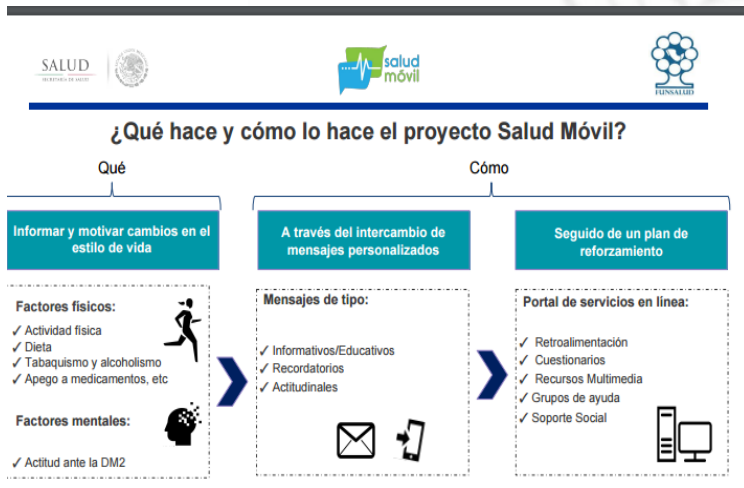 SALUD
SECRETARÍA DE SALUD
salud
móvil
FUNSALUD
¿Qué hace y cómo lo hace el proyecto Salud Móvil?
Qué
Cómo
Informar y motivar cambios en el
estilo de vida
A través del intercambio de
mensajes personalizados
Seguido de un plan de
reforzamiento
Factores físicos:
✓ Actividad física
✓ Dieta
✓ Tabaquismo y alcoholismo
✓ Apego a medicamentos, etc
Factores mentales:
✓ Actitud ante la DM2
Mensajes de tipo:
✓ Informativos/Educativos
✓ Recordatorios
✓ Actitudinales
Portal de servicios en línea:
✓ Retroalimentación
✓ Cuestionarios
✓ Recursos Multimedia
✓ Grupos de ayuda
✓ Soporte Social